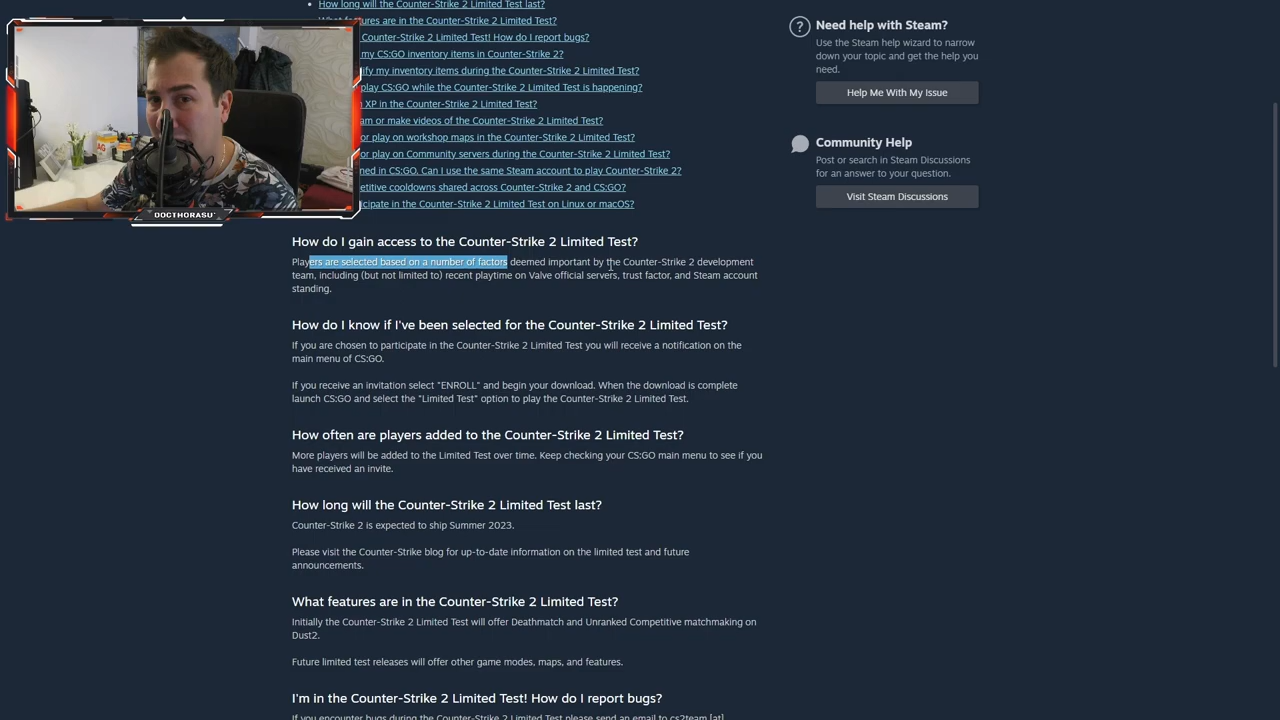 How long will the Counter-Strike 2 Limited Test last?
What features are in the Counter-Strike 2 Limited Test?
Counter-Strike 2 Limited Test! How do I report bugs?
my CS:GO inventory items in Counter-Strike 2?
ify my inventory items during the Counter-Strike 2 Limited Test?
play CS:GO while the Counter-Strike 2 Limited Test is happening?
XP in the Counter-Strike 2 Limited Test?
am or make videos of the Counter-Strike 2 Limited Test?
or play on workshop maps in the Counter-Strike 2 Limited Test?
or play on Community servers during the Counter-Strike 2 Limited Test?
ned in CS:GO. Can I use the same Steam account to play Counter-Strike 2?
etitive cooldowns shared across Counter-Strike 2 and CS:GO?
icipate in the Counter-Strike 2 Limited Test on Linux or macOS?
DOCTHORASU
How do I gain access to the Counter-Strike 2 Limited Test?
Players are selected based on a number of factors deemed important by the Counter-Strike 2 development
team, including (but not limited to) recent playtime on Valve official servers, trust factor, and Steam account
standing.
How do I know if I've been selected for the Counter-Strike 2 Limited Test?
If you are chosen to participate in the Counter-Strike 2 Limited Test you will receive a notification on the
main menu of CS:GO.
If you receive an invitation select "ENROLL" and begin your download. When the download is complete
launch CS:GO and select the "Limited Test" option to play the Counter-Strike 2 Limited Test.
How often are players added to the Counter-Strike 2 Limited Test?
More players will be added to the Limited Test over time. Keep checking your CS:GO main menu to see if you
have received an invite.
How long will the Counter-Strike 2 Limited Test last?
Counter-Strike 2 is expected to ship Summer 2023.
Please visit the Counter-Strike blog for up-to-date information on the limited test and future
announcements.
What features are in the Counter-Strike 2 Limited Test?
Initially the Counter-Strike 2 Limited Test will offer Deathmatch and Unranked Competitive matchmaking on
Dust2.
Future limited test releases will offer other game modes, maps, and features.
I'm in the Counter-Strike 2 Limited Test! How do I report bugs?
If you encounter bugs during the Counter-Strike 2 Limited Test please send an email to cs2team [at]
Need help with Steam?
Use the Steam help wizard to narrow
down your topic and get the help you
need.
Help Me With My Issue
Community Help
Post or search in Steam Discussions
for an answer to your question.
Visit Steam Discussions